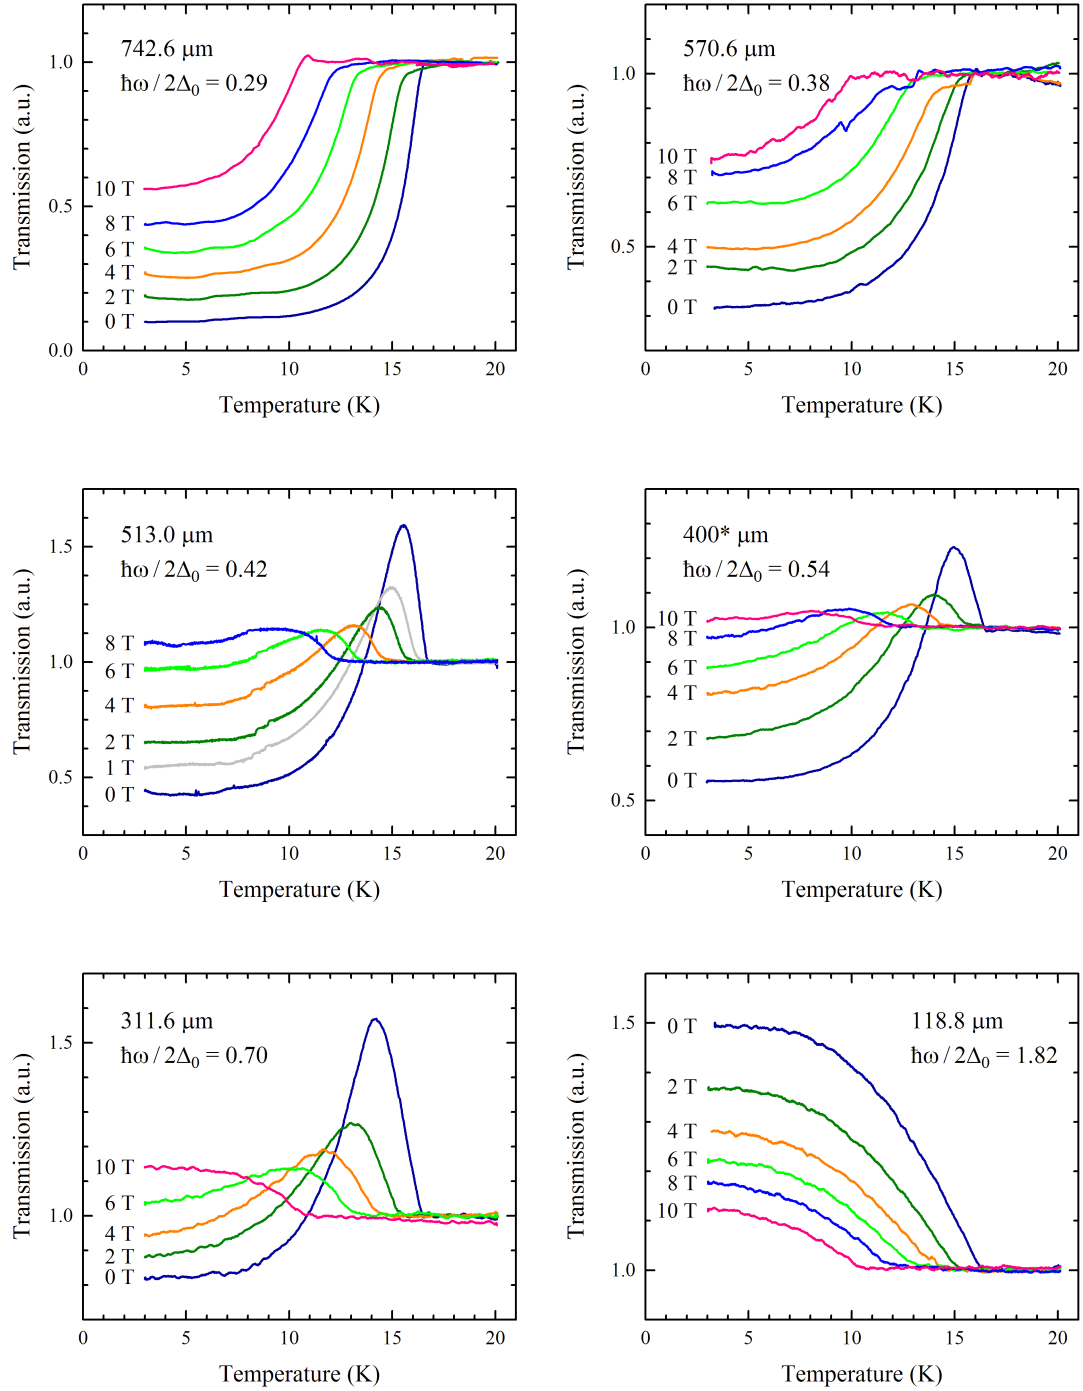 742.6 µm
ħω / 2Δ₀ = 0.29
1.0
0.5
0.0
10 T
8 T
6 T
4 T
2 T
0 T
0 5 10 15 20
Temperature (K)
Transmission (a.u.)
570.6 µm
ħω / 2Δ₀ = 0.38
1.0
0.5
10 T
8 T
6 T
4 T
2 T
0 T
0 5 10 15 20
Temperature (K)
Transmission (a.u.)
513.0 µm
ħω / 2Δ₀ = 0.42
1.5
1.0
0.5
8 T
6 T
4 T
2 T
1 T
0 T
0 5 10 15 20
Temperature (K)
Transmission (a.u.)
400* µm
ħω / 2Δ₀ = 0.54
1.0
0.5
10 T
8 T
6 T
4 T
2 T
0 T
0 5 10 15 20
Temperature (K)
Transmission (a.u.)
311.6 µm
ħω / 2Δ₀ = 0.70
1.5
1.0
10 T
6 T
4 T
2 T
0 T
0 5 10 15 20
Temperature (K)
Transmission (a.u.)
118.8 µm
ħω / 2Δ₀ = 1.82
1.5
1.0
0 T
2 T
4 T
6 T
8 T
10 T
0 5 10 15 20
Temperature (K)
Transmission (a.u.)